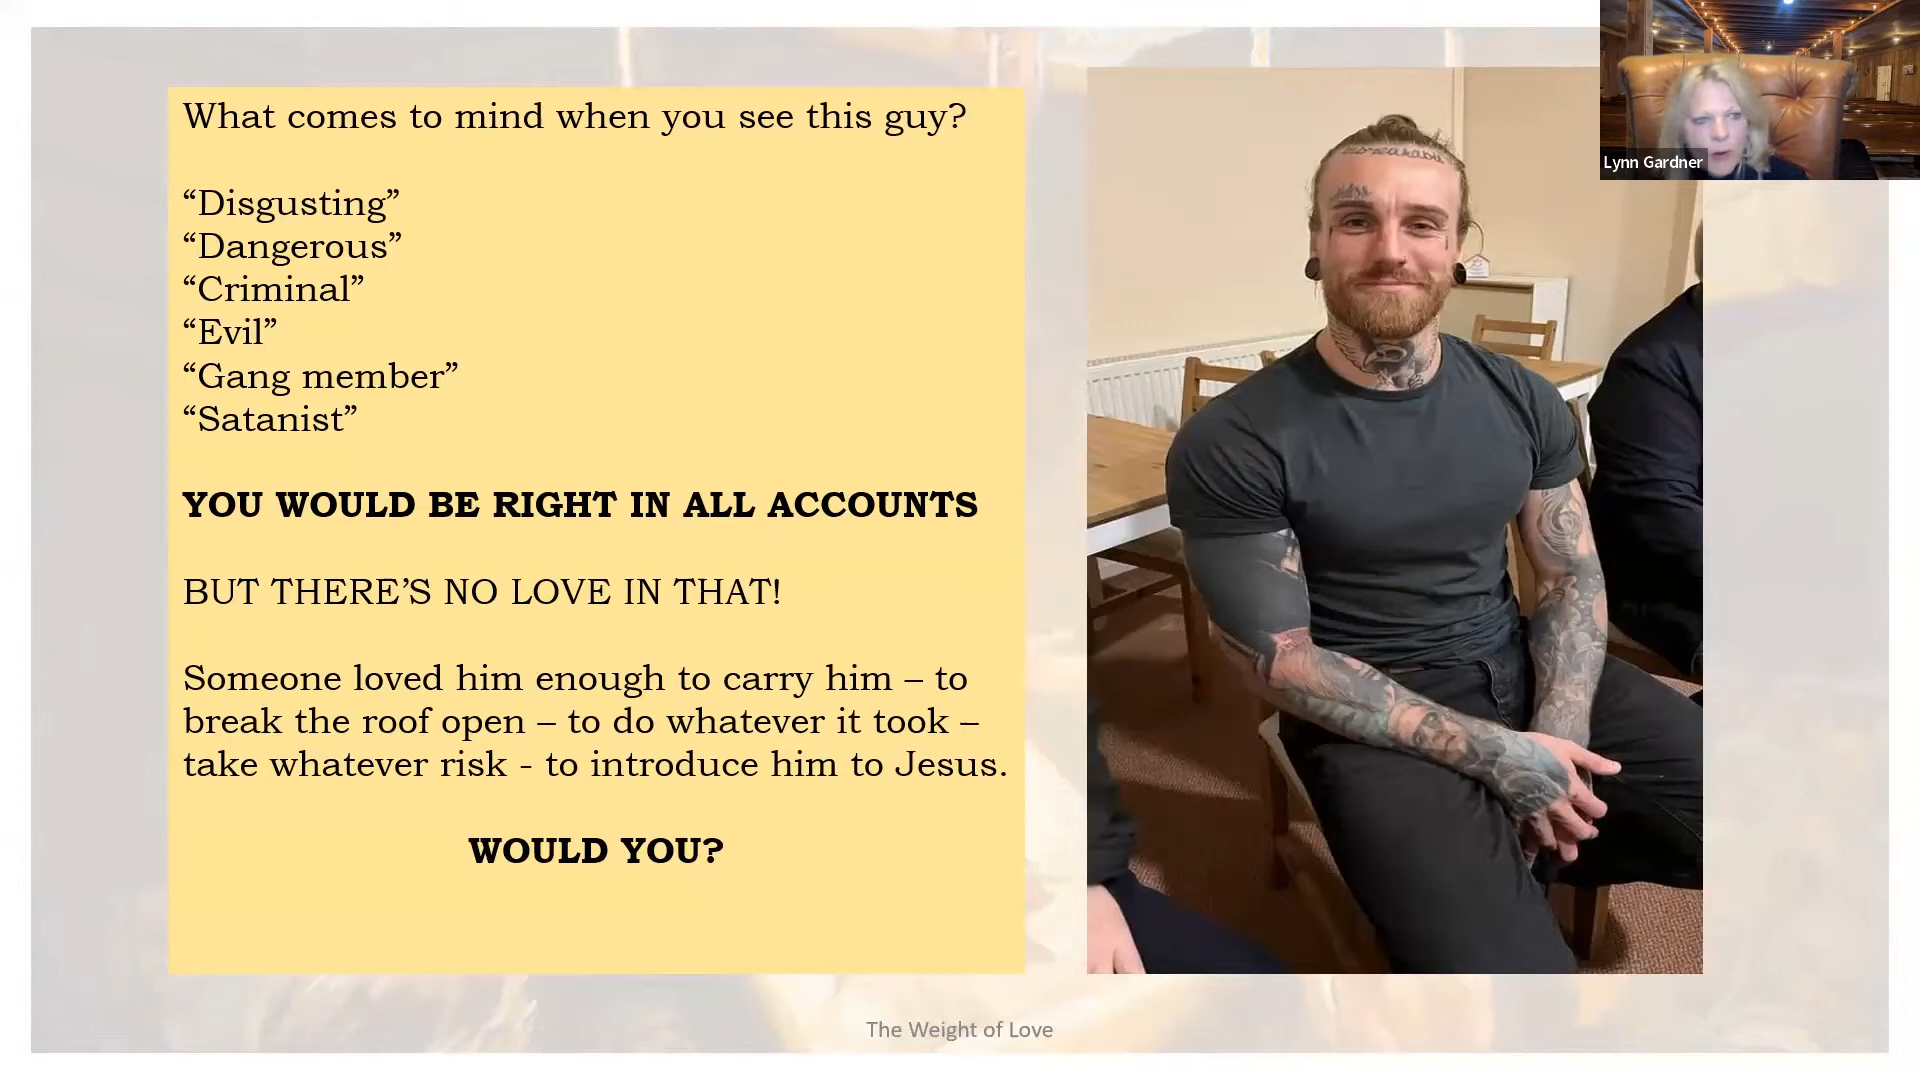 What comes to mind when you see this guy?
“Disgusting”
“Dangerous”
“Criminal”
“Evil”
“Gang member”
“Satanist”
YOU WOULD BE RIGHT IN ALL ACCOUNTS
BUT THERE’S NO LOVE IN THAT!
Someone loved him enough to carry him – to
break the roof open – to do whatever it took –
take whatever risk - to introduce him to Jesus.
WOULD YOU?
Lynn Gardner
The Weight of Love